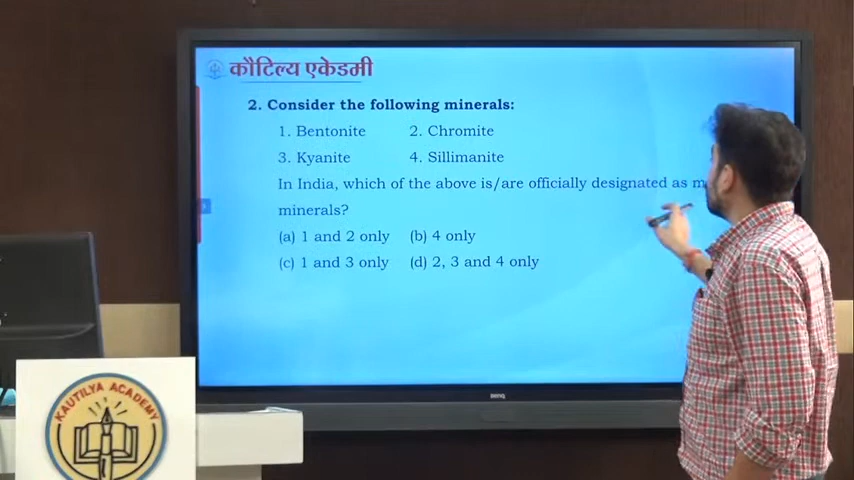 कौटिल्य एकेडमी
2. Consider the following minerals:
1. Bentonite 2. Chromite
3. Kyanite 4. Sillimanite
In India, which of the above is/are officially designated as
minerals?
(a) 1 and 2 only (b) 4 only
(c) 1 and 3 only (d) 2, 3 and 4 only
BENQ
KAUTILYA ACADEMY